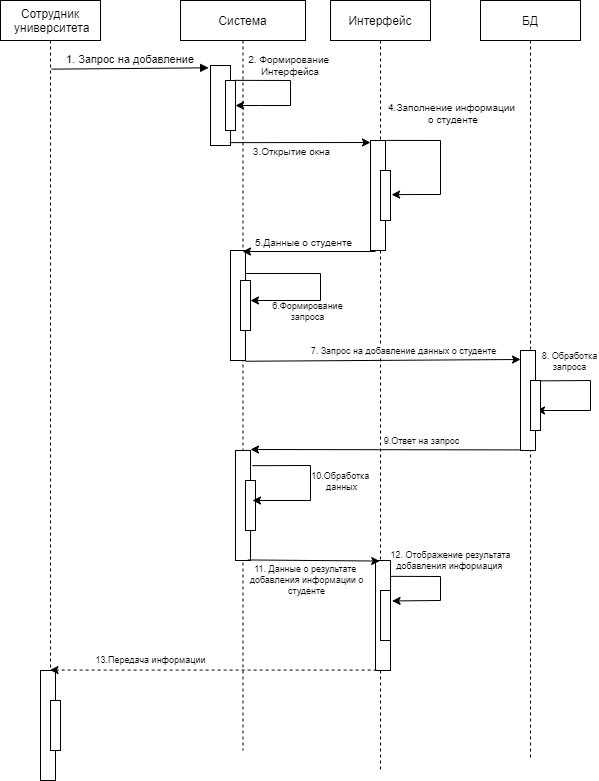 Сотрудник
университета
Система
Интерфейс
БД
1. Запрос на добавление
2. Формирование
Интерфейса
3.Открытие окна
4.Заполнение информации
о студенте
5.Данные о студенте
6.Формирование
запроса
7. Запрос на добавление данных о студенте
8. Обработка
запроса
9.Ответ на запрос
10.Обработка
данных
11. Данные о результате
добавления информации о
студенте
12. Отображение результата
добавления информация
13.Передача информации